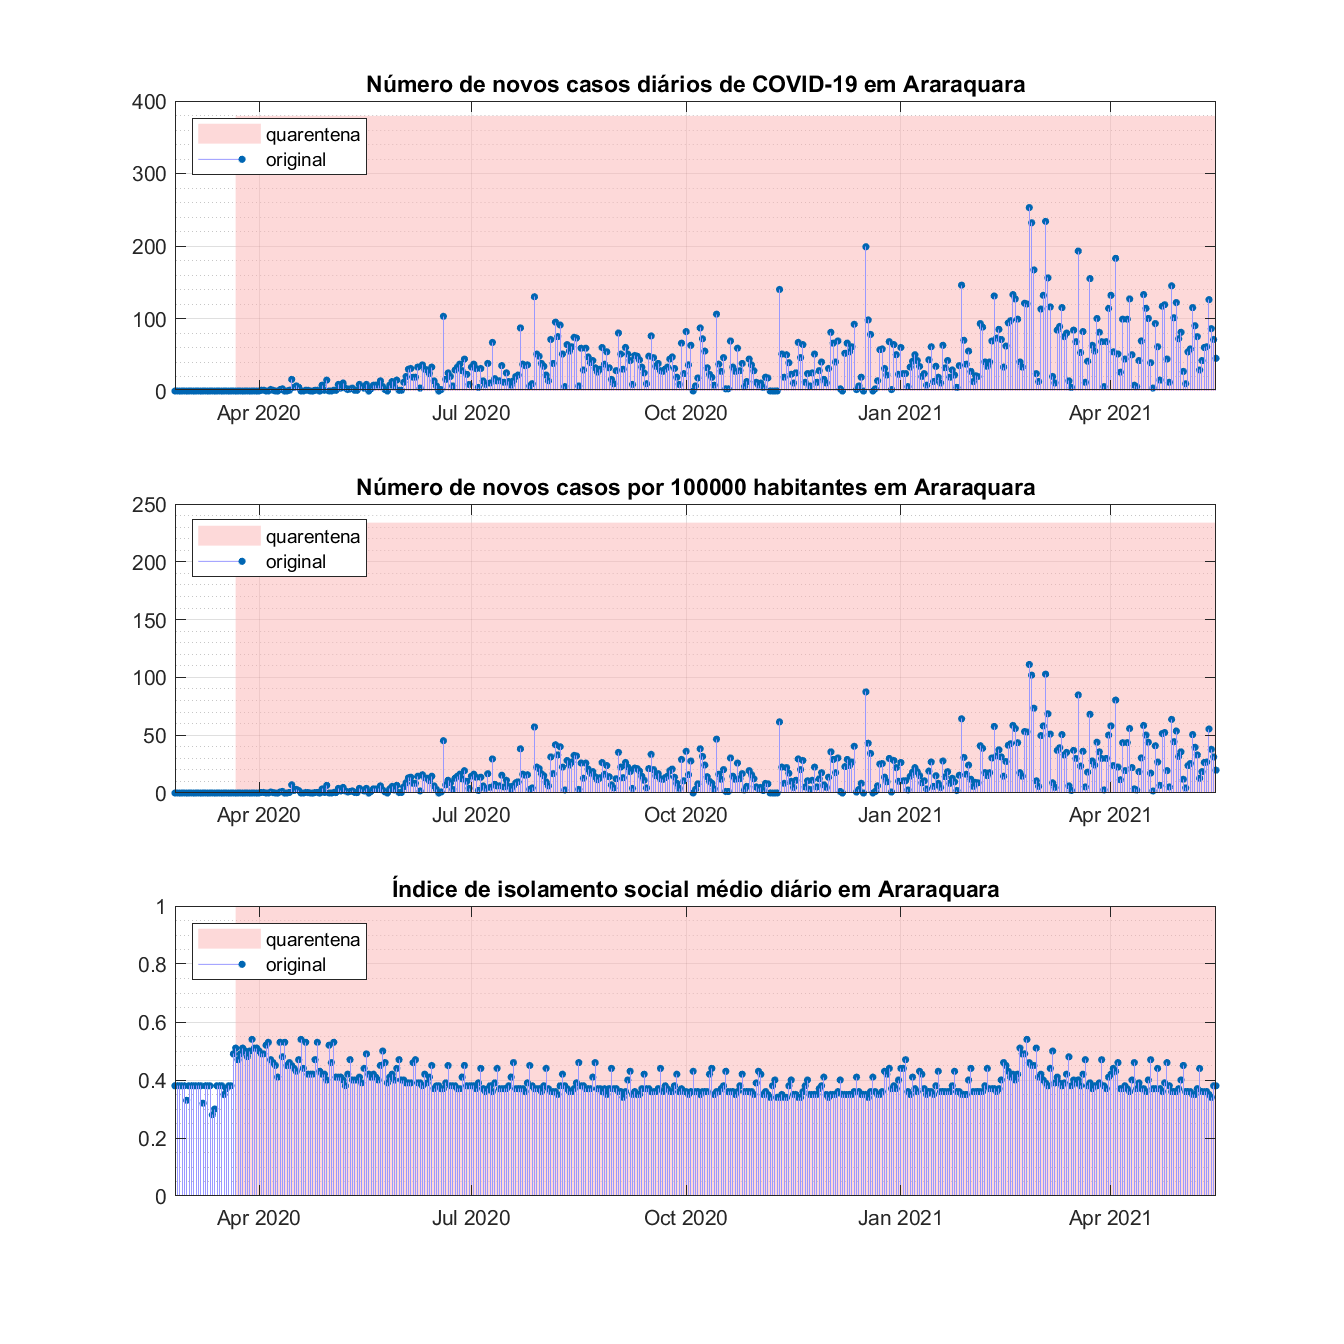 Número de novos casos diários de COVID-19 em Araraquara
400
300
200
100
0
quarentena
original
Apr 2020 Jul 2020 Oct 2020 Jan 2021 Apr 2021
Número de novos casos por 100000 habitantes em Araraquara
250
200
150
100
50
0
quarentena
original
Apr 2020 Jul 2020 Oct 2020 Jan 2021 Apr 2021
Índice de isolamento social médio diário em Araraquara
1
0.8
0.6
0.4
0.2
0
quarentena
original
Apr 2020 Jul 2020 Oct 2020 Jan 2021 Apr 2021